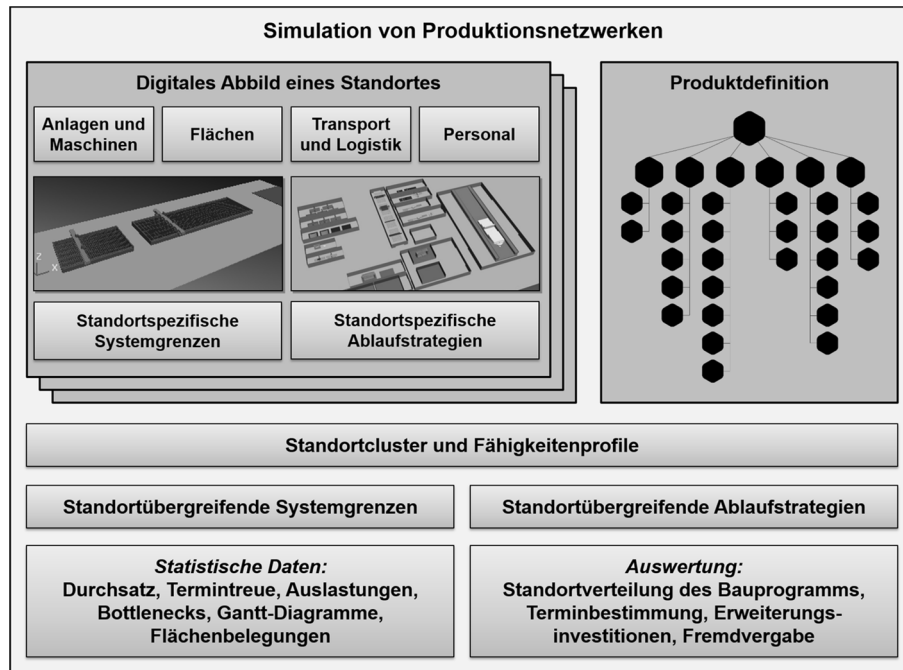 Simulation von Produktionsnetzwerken
Digitales Abbild eines Standortes
Anlagen und
Maschinen
Flächen
Transport
und Logistik
Personal
Z
X
Standortspezifische
Systemgrenzen
Standortspezifische
Ablaufstrategien
Produktdefinition
Standortcluster und Fähigkeitenprofile
Standortübergreifende Systemgrenzen
Standortübergreifende Ablaufstrategien
Statistische Daten:
Durchsatz, Termintreue, Auslastungen,
Bottlenecks, Gantt-Diagramme,
Flächenbelegungen
Auswertung:
Standortverteilung des Bauprogramms,
Terminbestimmung, Erweiterungs-
investitionen, Fremdvergabe